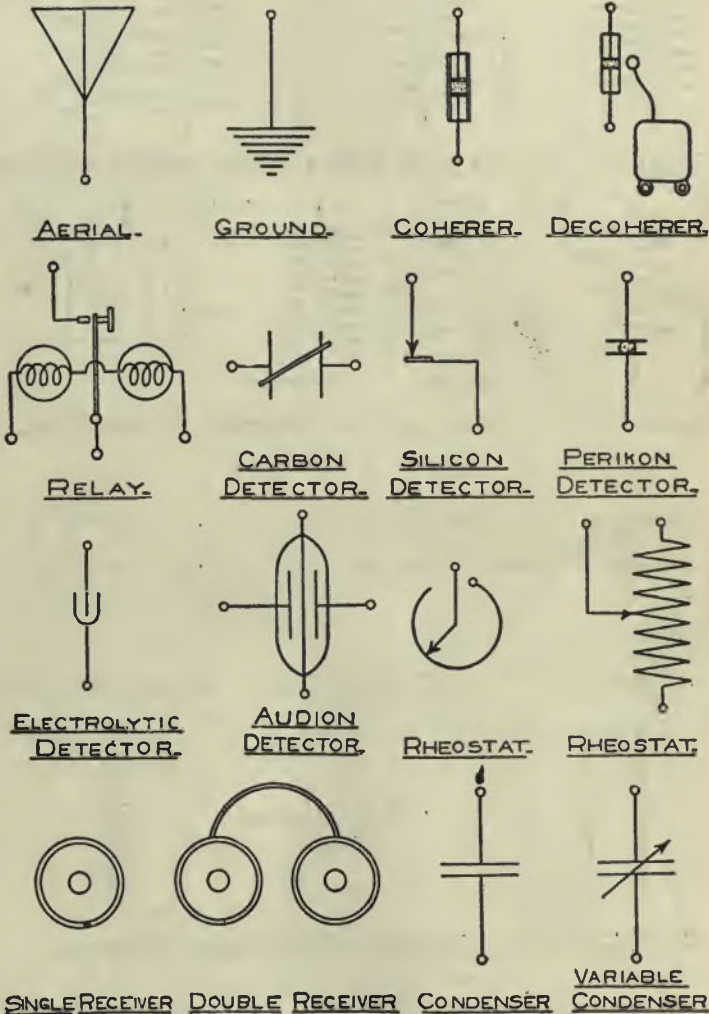 AERIAL-
GROUND-
COHERER-
DECOHERER-
RELAY-
CARBON
DETECTOR-
SILICON
DETECTOR-
PERIKON
DETECTOR-
ELECTROLYTIC
DETECTOR-
AUDION
DETECTOR-
RHEOSTAT-
RHEOSTAT-
SINGLE RECEIVER
DOUBLE RECEIVER
CONDENSER
VARIABLE
CONDENSER